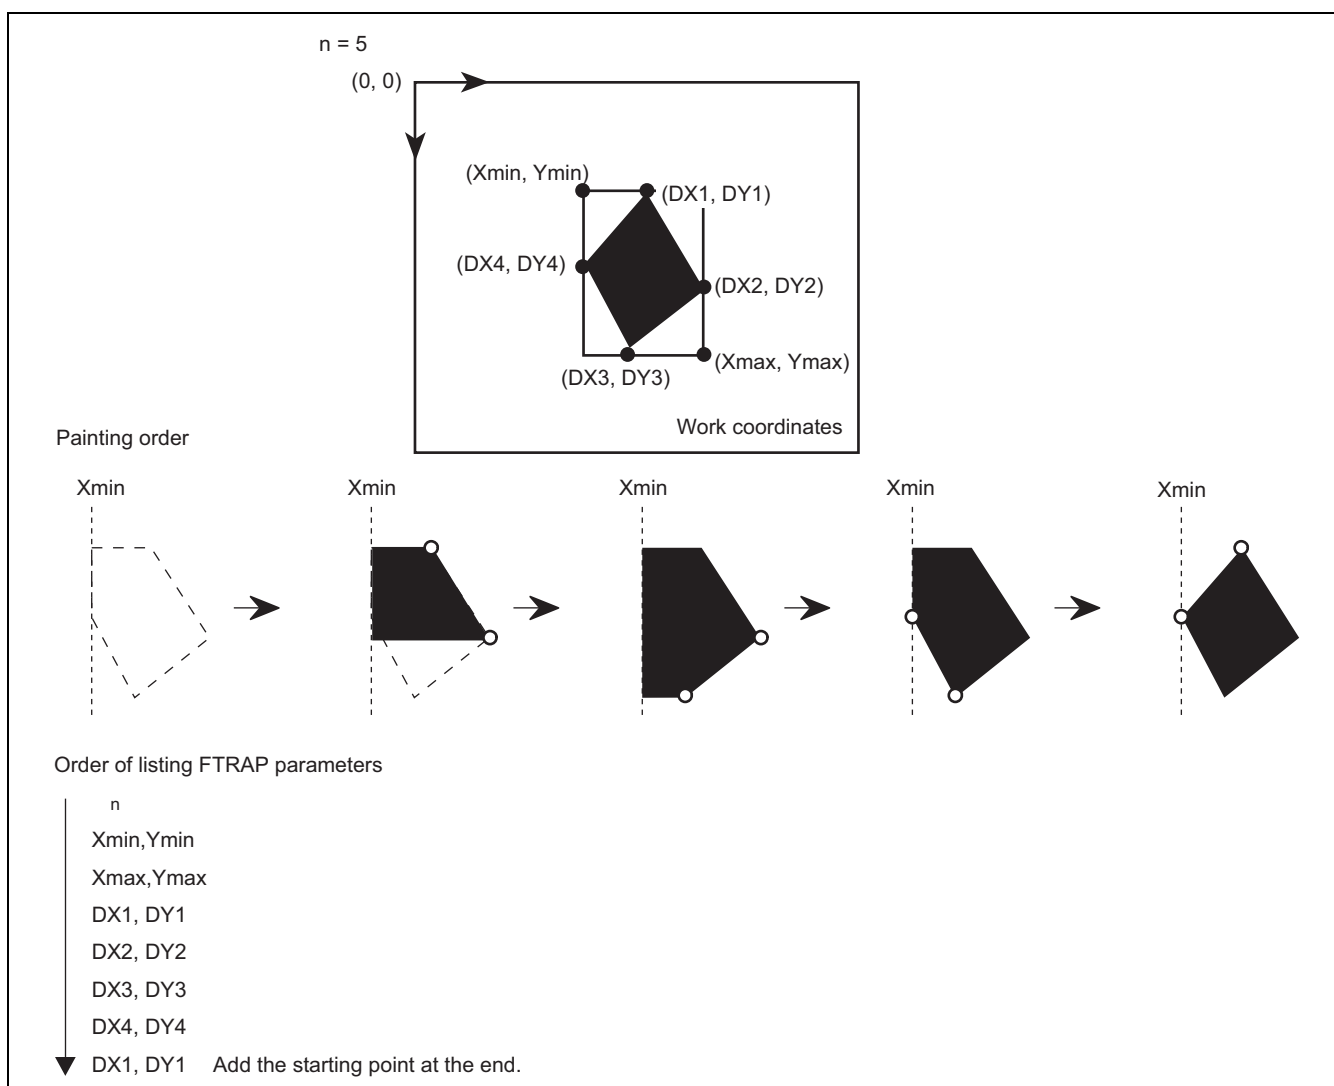 n = 5
(0, 0)
(Xmin, Ymin)
(DX1, DY1)
(DX4, DY4)
(DX2, DY2)
(Xmax, Ymax)
(DX3, DY3)
Work coordinates
Painting order
Xmin Xmin Xmin Xmin Xmin
Order of listing FTRAP parameters
n
Xmin,Ymin
Xmax,Ymax
DX1, DY1
DX2, DY2
DX3, DY3
DX4, DY4
DX1, DY1 Add the starting point at the end.